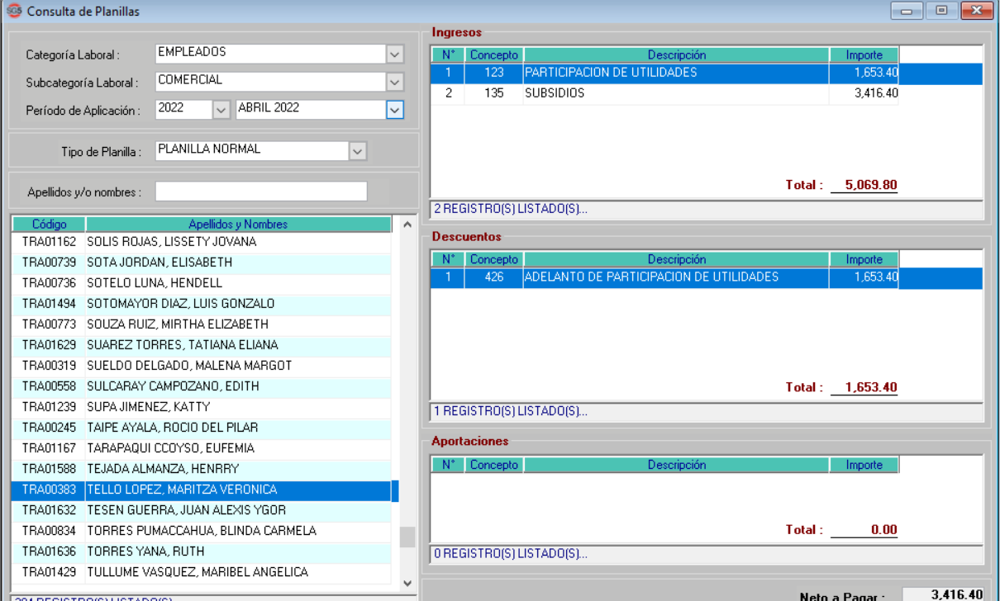 SGS Consulta de Planillas
Categoría Laboral : EMPLEADOS
Subcategoría Laboral : COMERCIAL
Período de Aplicación : 2022 ABRIL 2022
Tipo de Planilla : PLANILLA NORMAL
Apellidos y/o nombres :
Código Apellidos y Nombres
TRA01162 SOLIS ROJAS, LISSETY JOVANA
TRA00739 SOTA JORDAN, ELISABETH
TRA00736 SOTELO LUNA, HENDELL
TRA01494 SOTOMAYOR DIAZ, LUIS GONZALO
TRA00773 SOUZA RUIZ, MIRTHA ELIZABETH
TRA01629 SUAREZ TORRES, TATIANA ELIANA
TRA00319 SUELDO DELGADO, MALENA MARGOT
TRA00558 SULCARAY CAMPOZANO, EDITH
TRA01239 SUPA JIMENEZ, KATTY
TRA00245 TAIPE AYALA, ROCIO DEL PILAR
TRA01167 TARAPAQUI CCOYSO, EUFEMIA
TRA01588 TEJADA ALMANZA, HENRRY
TRA00383 TELLO LOPEZ, MARITZA VERONICA
TRA01632 TESEN GUERRA, JUAN ALEXIS YGOR
TRA00834 TORRES PUMACCAHUA, BLINDA CARMELA
TRA01636 TORRES YANA, RUTH
TRA01429 TULLUME VASQUEZ, MARIBEL ANGELICA
REGISTRO(S) LISTADO(S)...
Ingresos
N° Concepto Descripción Importe
1 123 PARTICIPACION DE UTILIDADES 1,653.40
2 135 SUBSIDIOS 3,416.40
Total : 5,069.80
2 REGISTRO(S) LISTADO(S)...
Descuentos
N° Concepto Descripción Importe
1 426 ADELANTO DE PARTICIPACION DE UTILIDADES 1,653.40
Total : 1,653.40
1 REGISTRO(S) LISTADO(S)...
Aportaciones
N° Concepto Descripción Importe
Total : 0.00
0 REGISTRO(S) LISTADO(S)...
Neto a Pagar : 3,416.40